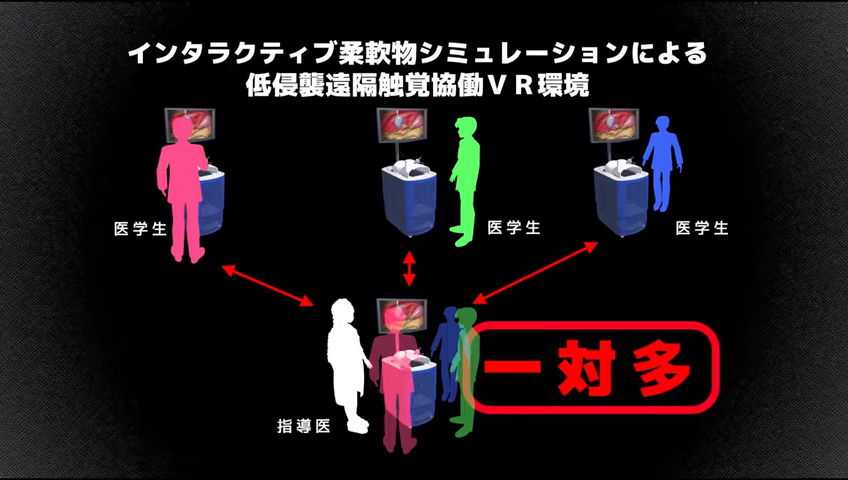 インタラクティブ柔軟物シミュレーションによる
低侵襲遠隔触覚協働ＶＲ環境
医学生
医学生
医学生
一対多
指導医